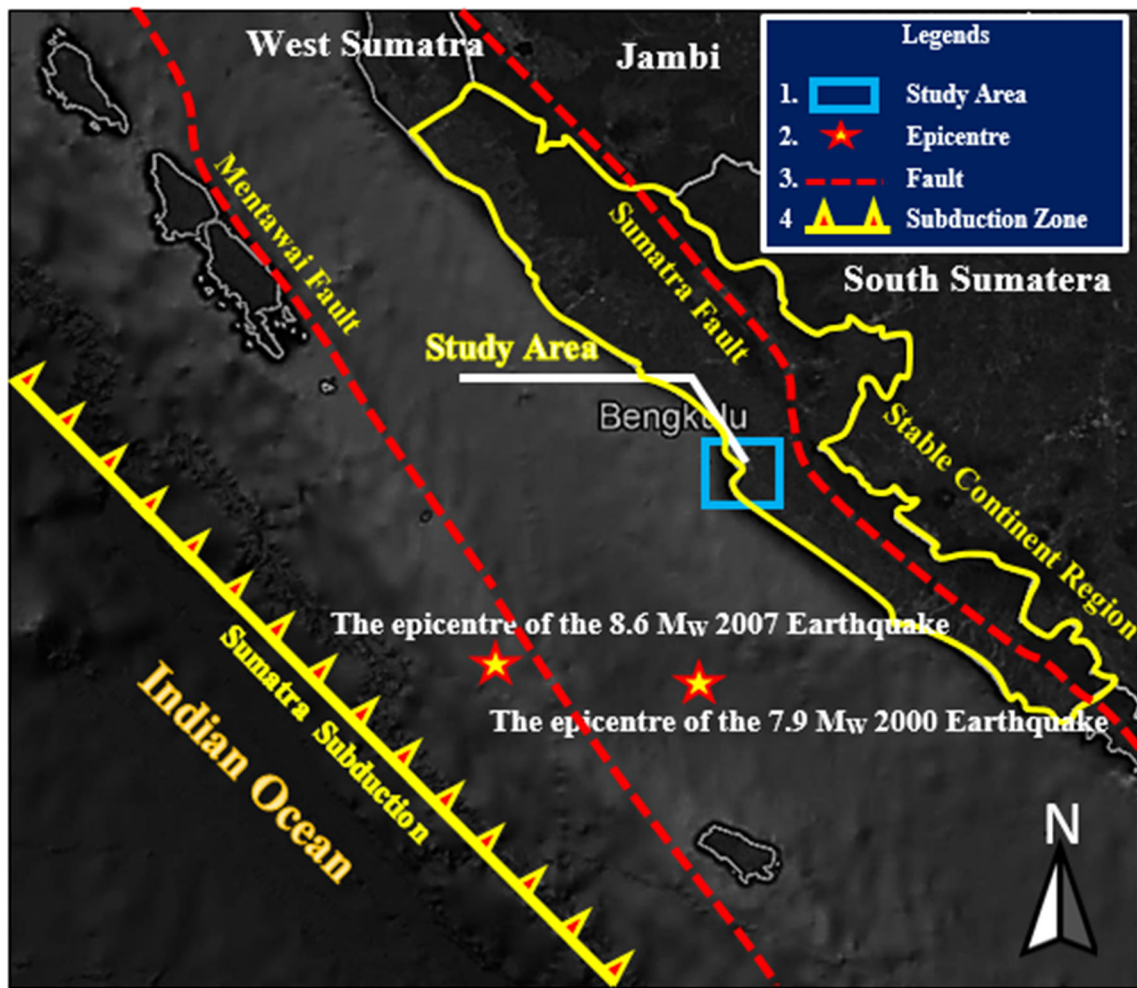 West Sumatra
Jambi
Legends
1. Study Area
2. Epicentre
3. Fault
4 Subduction Zone
Mentawai Fault
Sumatra Fault
South Sumatera
Study Area
Bengkulu
Stable Continent Region
The epicentre of the 8.6 Mw 2007 Earthquake
The epicentre of the 7.9 Mw 2000 Earthquake
Sumatra Subduction
Indian Ocean
N